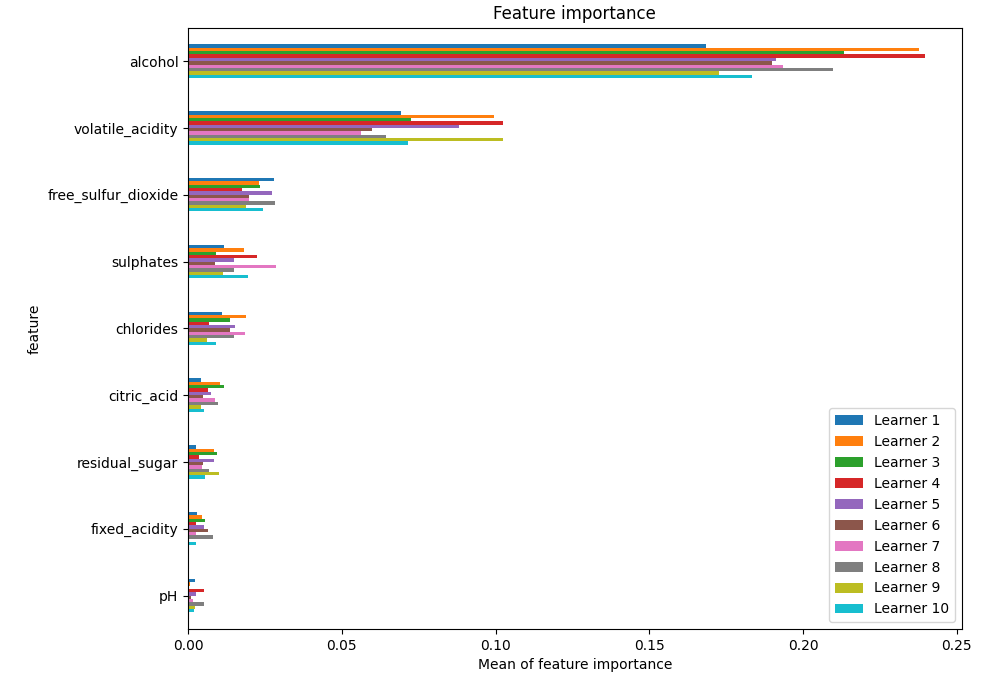 Feature importance
feature
alcohol
volatile_acidity
free_sulfur_dioxide
sulphates
chlorides
citric_acid
residual_sugar
fixed_acidity
pH
Learner 1
Learner 2
Learner 3
Learner 4
Learner 5
Learner 6
Learner 7
Learner 8
Learner 9
Learner 10
0.00 0.05 0.10 0.15 0.20 0.25
Mean of feature importance